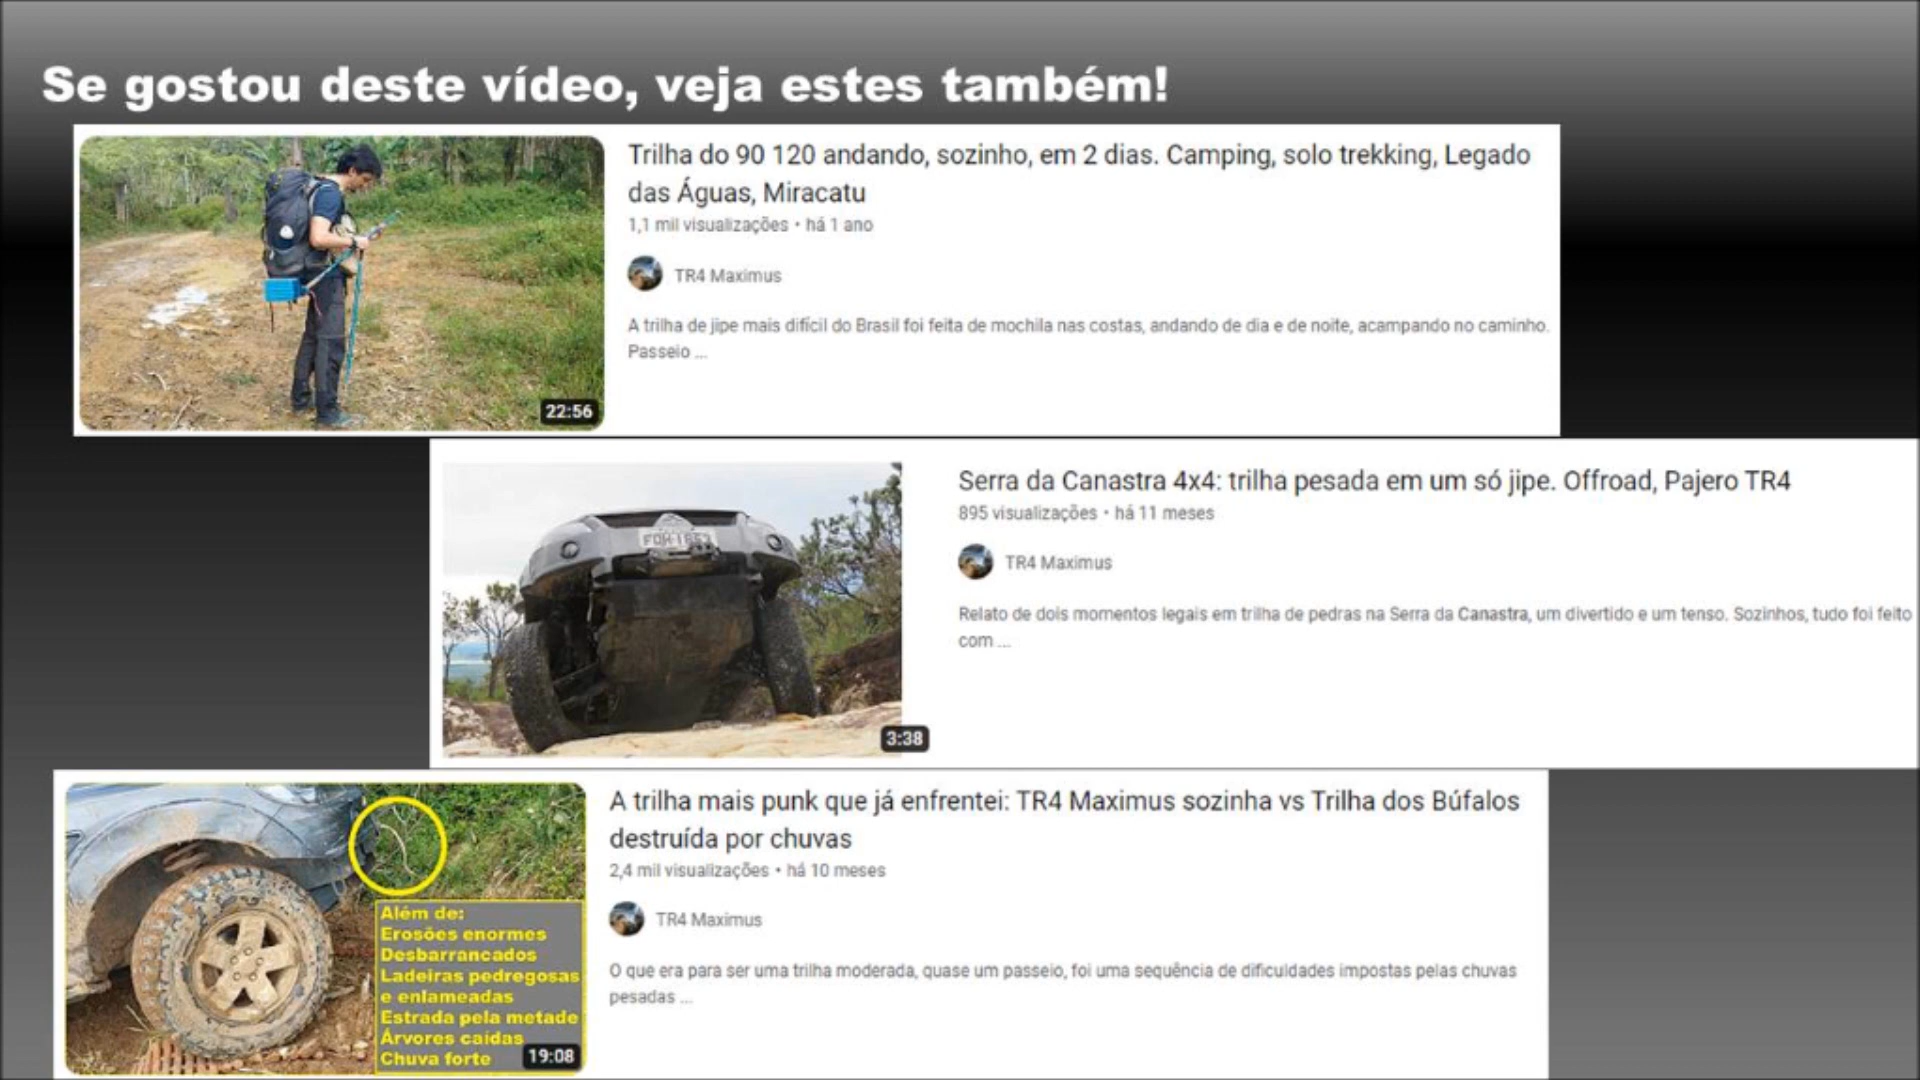 Se gostou deste vídeo, veja estes também!
Trilha do 90 120 andando, sozinho, em 2 dias. Camping, solo trekking, Legado
das Águas, Miracatu
1,1 mil visualizações • há 1 ano
TR4 Maximus
A trilha de jipe mais difícil do Brasil foi feita de mochila nas costas, andando de dia e de noite, acampando no caminho.
Passeio ...
22:56
Serra da Canastra 4x4: trilha pesada em um só jipe. Offroad, Pajero TR4
895 visualizações • há 11 meses
TR4 Maximus
Relato de dois momentos legais em trilha de pedras na Serra da Canastra, um divertido e um tenso. Sozinhos, tudo foi feito
com ...
3:38
A trilha mais punk que já enfrentei: TR4 Maximus sozinha vs Trilha dos Búfalos
destruída por chuvas
2,4 mil visualizações • há 10 meses
TR4 Maximus
O que era para ser uma trilha moderada, quase um passeio, foi uma sequência de dificuldades impostas pelas chuvas
pesadas ...
Além de:
Erosões enormes
Desbarrancados
Ladeiras pedregosas
e enlameadas
Estrada pela metade
Árvores caídas
Chuva forte
19:08